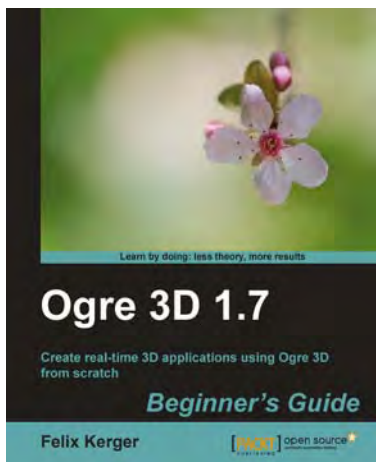 Learn by doing: less theory, more results
Ogre 3D 1.7
Create real-time 3D applications using Ogre 3D
from scratch
Beginner's Guide
Felix Kerger
[PACKT] open source
PUBLISHING